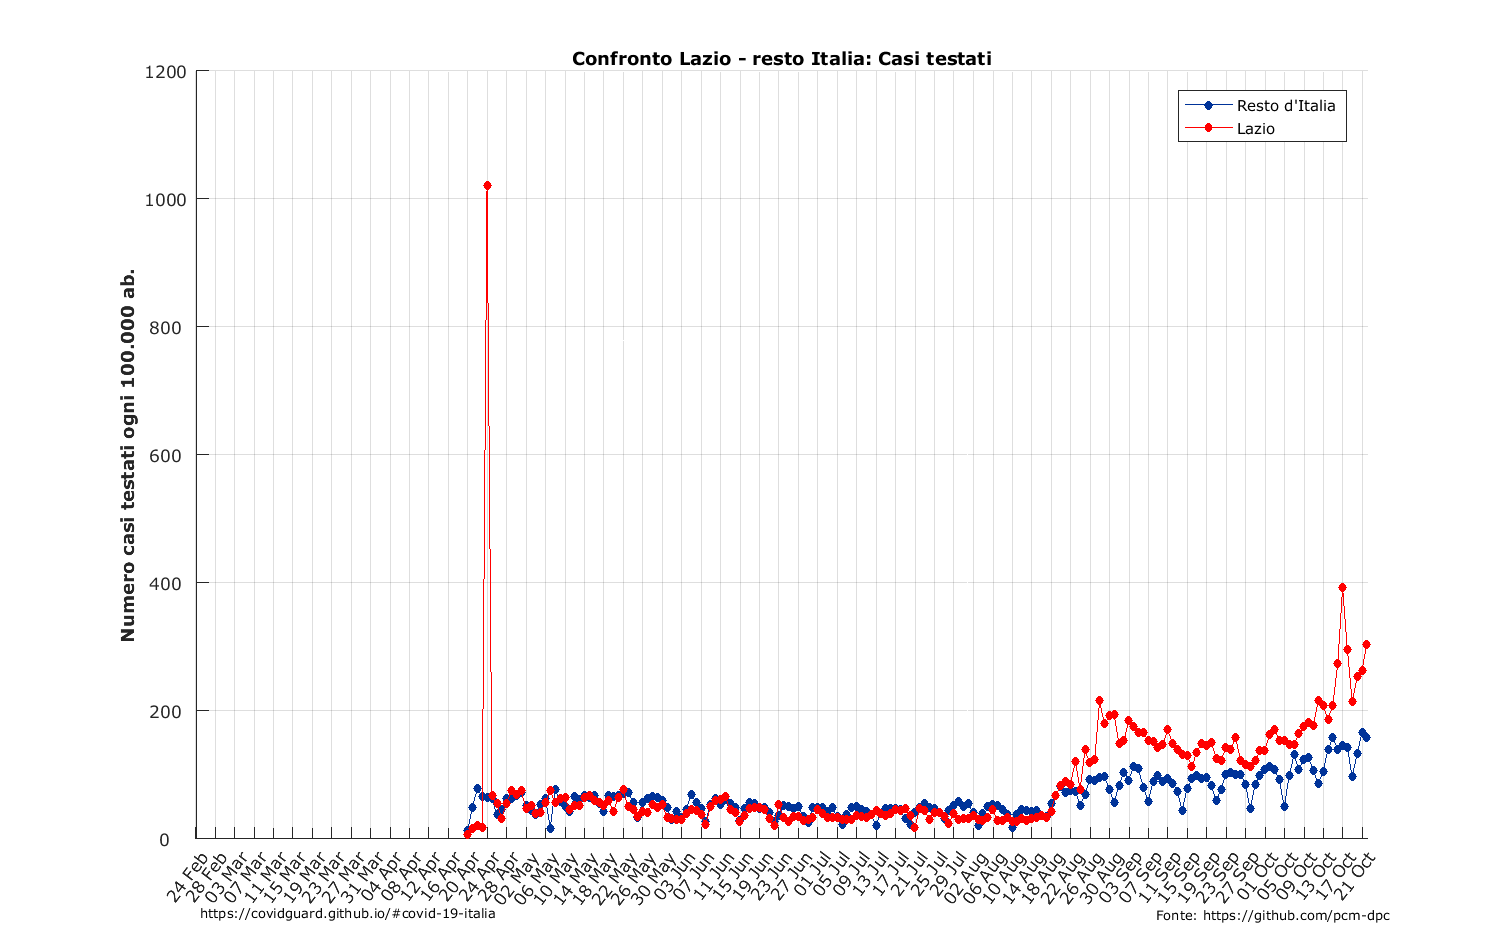 Confronto Lazio - resto Italia: Casi testati
Resto d'Italia
Lazio
Numero casi testati ogni 100.000 ab.
1200
1000
800
600
400
200
0
24 Feb
28 Feb
03 Mar
07 Mar
11 Mar
15 Mar
19 Mar
23 Mar
27 Mar
31 Mar
04 Apr
08 Apr
12 Apr
16 Apr
20 Apr
24 Apr
28 Apr
02 May
06 May
10 May
14 May
18 May
22 May
26 May
30 May
03 Jun
07 Jun
11 Jun
15 Jun
19 Jun
23 Jun
27 Jun
01 Jul
05 Jul
09 Jul
13 Jul
17 Jul
21 Jul
25 Jul
29 Jul
02 Aug
06 Aug
10 Aug
14 Aug
18 Aug
22 Aug
26 Aug
30 Aug
03 Sep
07 Sep
11 Sep
15 Sep
19 Sep
23 Sep
27 Sep
01 Oct
05 Oct
09 Oct
13 Oct
17 Oct
21 Oct
https://covidguard.github.io/#covid-19-italia
Fonte: https://github.com/pcm-dpc